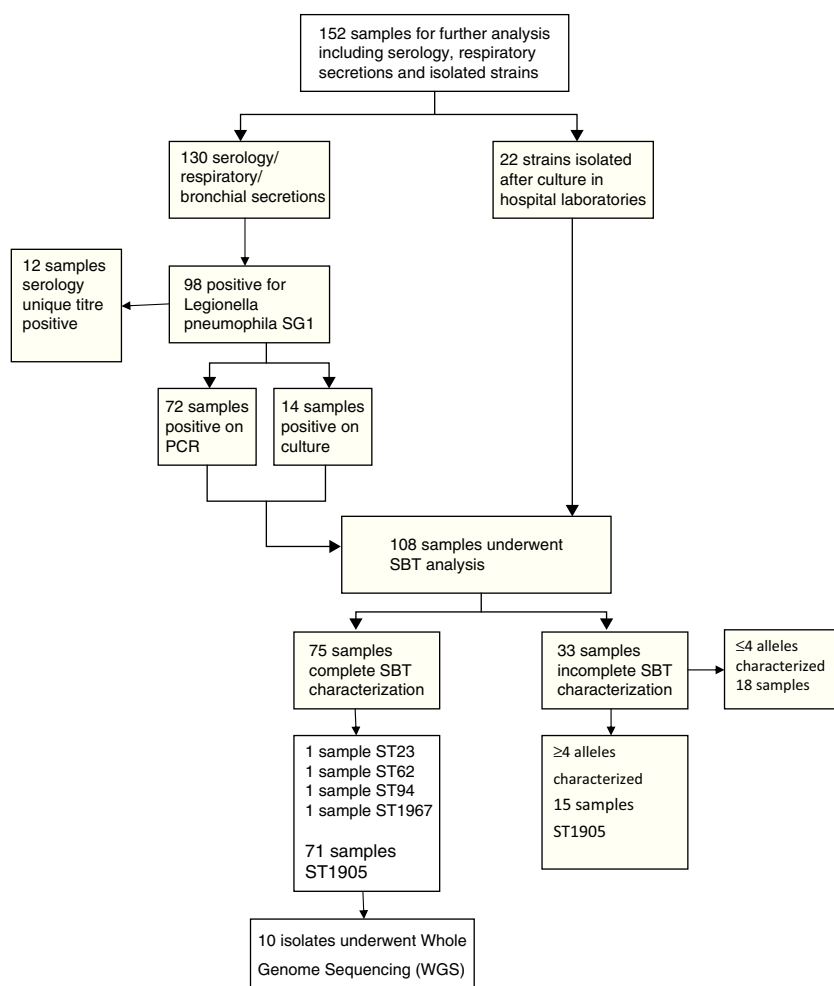 152 samples for further analysis
including serology, respiratory
secretions and isolated strains
130 serology/
respiratory/
bronchial secretions
22 strains isolated
after culture in
hospital laboratories
12 samples
serology
unique titre
positive
98 positive for
Legionella
pneumophila SG1
72 samples
positive on
PCR
14 samples
positive on
culture
108 samples underwent
SBT analysis
75 samples
complete SBT
characterization
33 samples
incomplete SBT
characterization
≤4 alleles
characterized
18 samples
1 sample ST23
1 sample ST62
1 sample ST94
1 sample ST1967
71 samples
ST1905
≥4 alleles
characterized
15 samples
ST1905
10 isolates underwent Whole
Genome Sequencing (WGS)